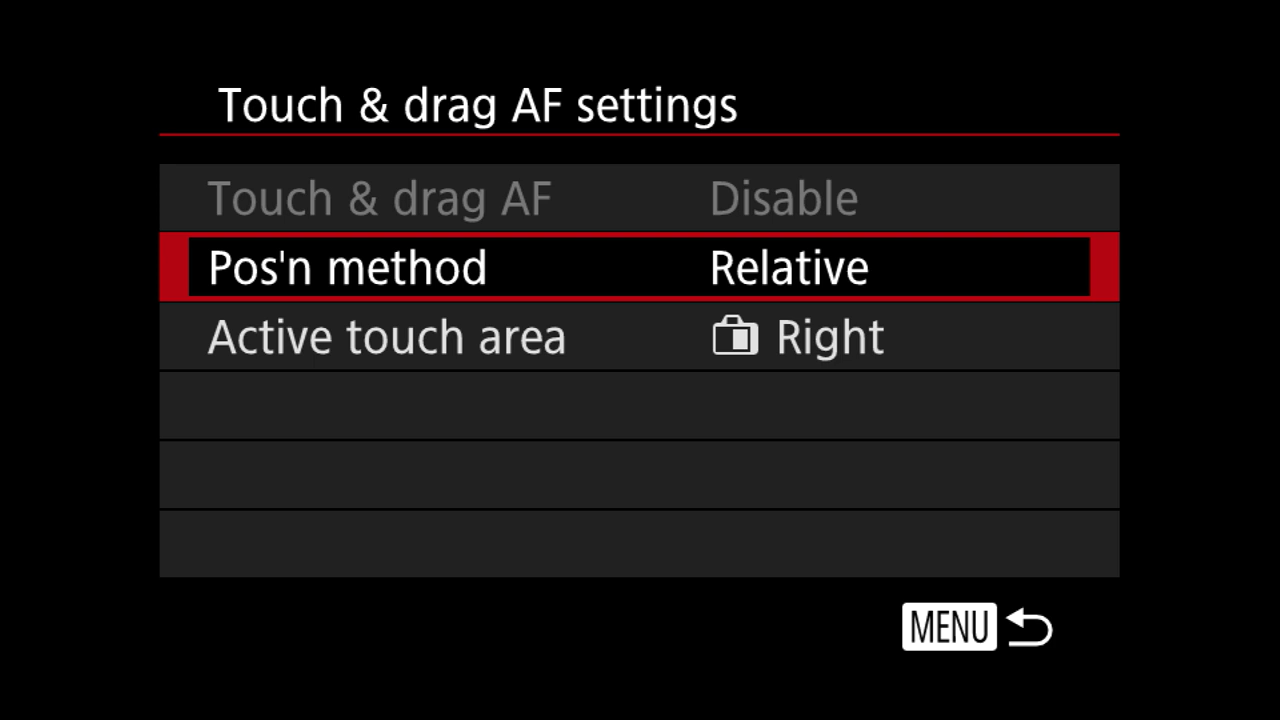 Touch & drag AF settings
Touch & drag AF Disable
Pos'n method Relative
Active touch area Right
MENU